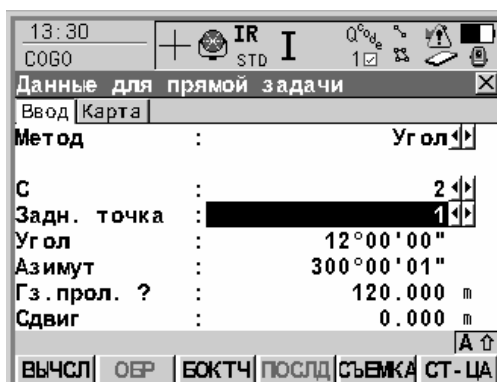 13:30
COGO
IR
STD
I
Qcode
1
Данные для прямой задачи
Ввод Карта
Метод : Угол
С : 2
Задн. точка : 1
Угол : 12°00'00"
Азимут : 300°00'01"
Гз.прол. ? : 120.000 m
Сдвиг : 0.000 m
A
ВЫЧСЛ ОБР БОКТЧ ПОСЛД СЪЕМКА СТ-ЦА